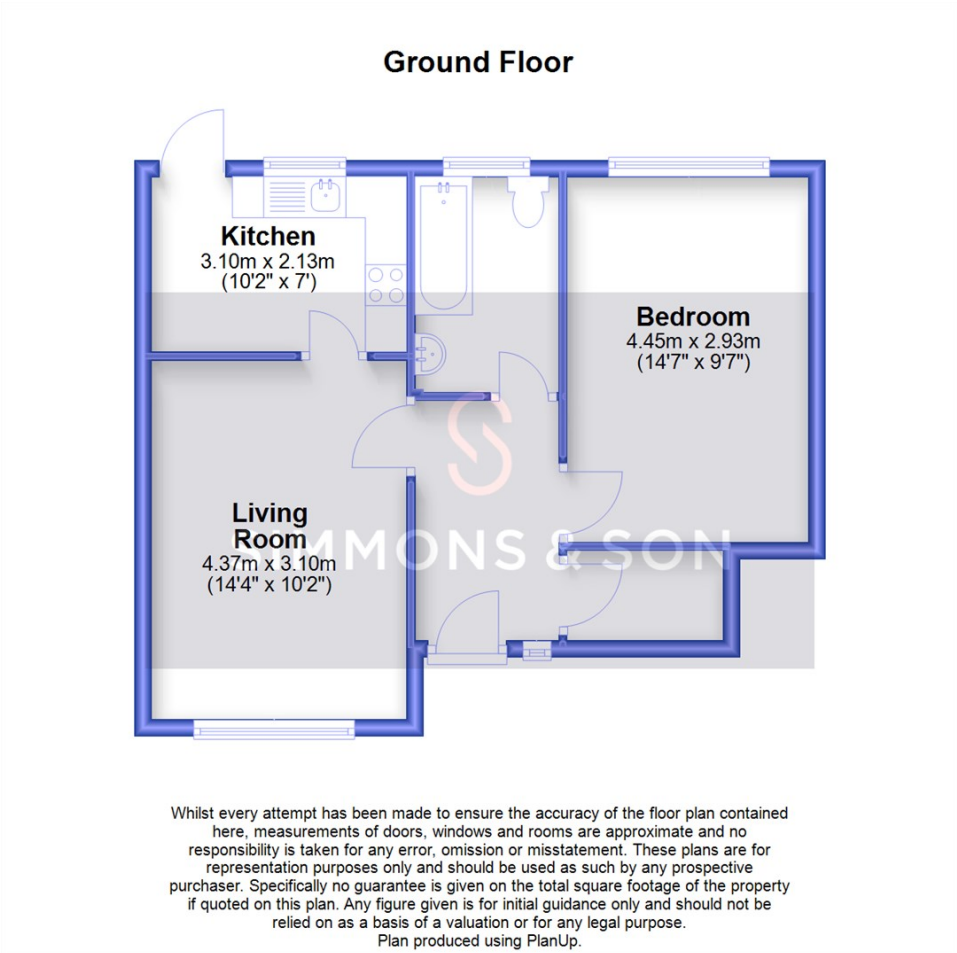 Ground Floor
Kitchen
3.10m x 2.13m
(10'2" x 7')
Bedroom
4.45m x 2.93m
(14'7" x 9'7")
Living
Room
4.37m x 3.10m
(14'4" x 10'2")
SIMMONS & SON
Whilst every attempt has been made to ensure the accuracy of the floor plan contained
here, measurements of doors, windows and rooms are approximate and no
responsibility is taken for any error, omission or misstatement. These plans are for
representation purposes only and should be used as such by any prospective
purchaser. Specifically no guarantee is given on the total square footage of the property
if quoted on this plan. Any figure given is for initial guidance only and should not be
relied on as a basis of a valuation or for any legal purpose.
Plan produced using PlanUp.